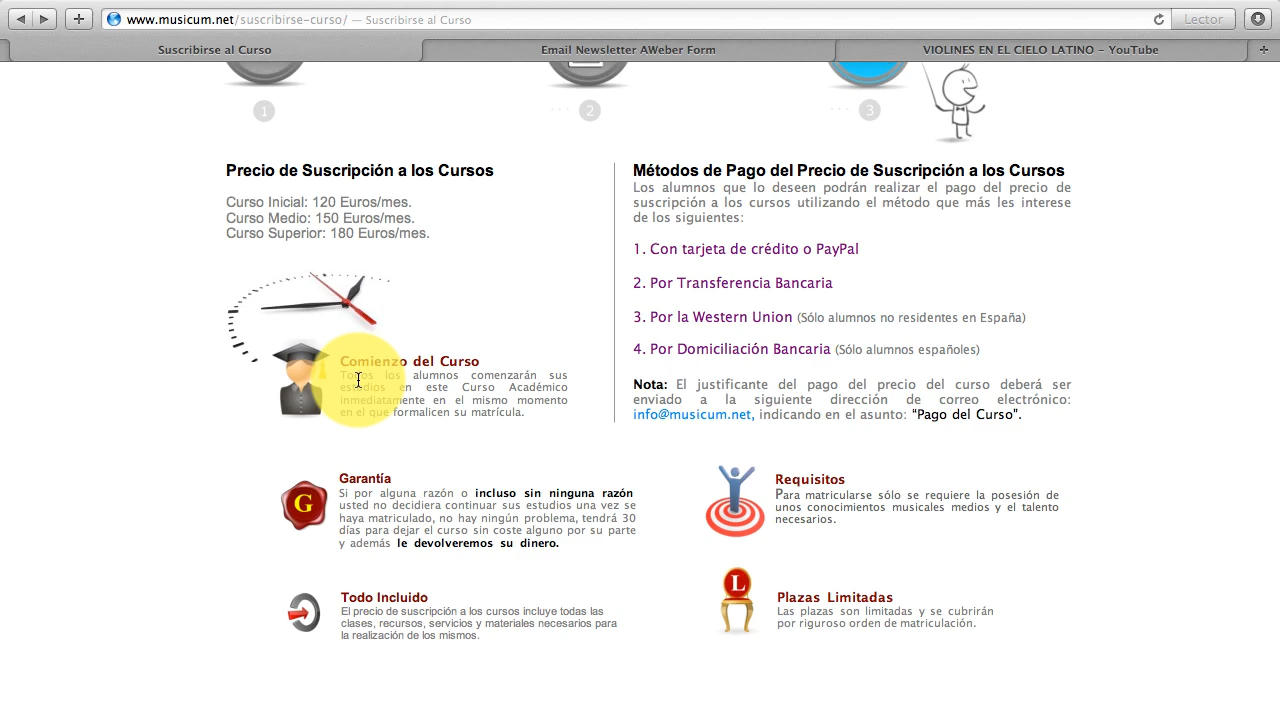 www.musicum.net/suscribirse-curso/ — Suscribirse al Curso
Lector
Suscribirse al Curso
Email Newsletter AWeber Form
VIOLINES EN EL CIELO LATINO – YouTube
1
2
3
Precio de Suscripción a los Cursos
Curso Inicial: 120 Euros/mes.
Curso Medio: 150 Euros/mes.
Curso Superior: 180 Euros/mes.
Comienzo del Curso
Todos los alumnos comenzarán sus
estudios en este Curso Académico
inmediatamente en el mismo momento
en el que formalicen su matrícula.
Métodos de Pago del Precio de Suscripción a los Cursos
Los alumnos que lo deseen podrán realizar el pago del precio de
suscripción a los cursos utilizando el método que más les interese
de los siguientes:
1. Con tarjeta de crédito o PayPal
2. Por Transferencia Bancaria
3. Por la Western Union (Sólo alumnos no residentes en España)
4. Por Domiciliación Bancaria (Sólo alumnos españoles)
Nota: El justificante del pago del precio del curso deberá ser
enviado a la siguiente dirección de correo electrónico:
info@musicum.net, indicando en el asunto: “Pago del Curso”.
G
Garantía
Si por alguna razón o incluso sin ninguna razón
usted no decidiera continuar sus estudios una vez se
haya matriculado, no hay ningún problema, tendrá 30
días para dejar el curso sin coste alguno por su parte
y además le devolveremos su dinero.
Requisitos
Para matricularse sólo se requiere la posesión de
unos conocimientos musicales medios y el talento
necesarios.
Todo Incluido
El precio de suscripción a los cursos incluye todas las
clases, recursos, servicios y materiales necesarios para
la realización de los mismos.
L
Plazas Limitadas
Las plazas son limitadas y se cubrirán
por riguroso orden de matriculación.